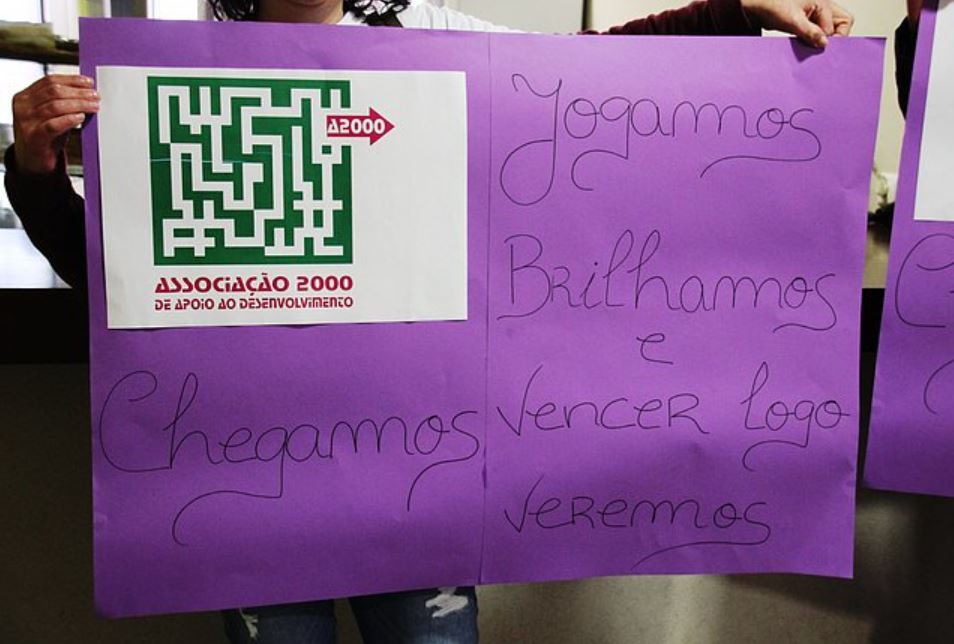 A2000
ASSOCIAÇÃO 2000
DE APOIO AO DESENVOLVIMENTO
Chegamos
Jogamos
Brilhamos
e
Vencer logo
veremos